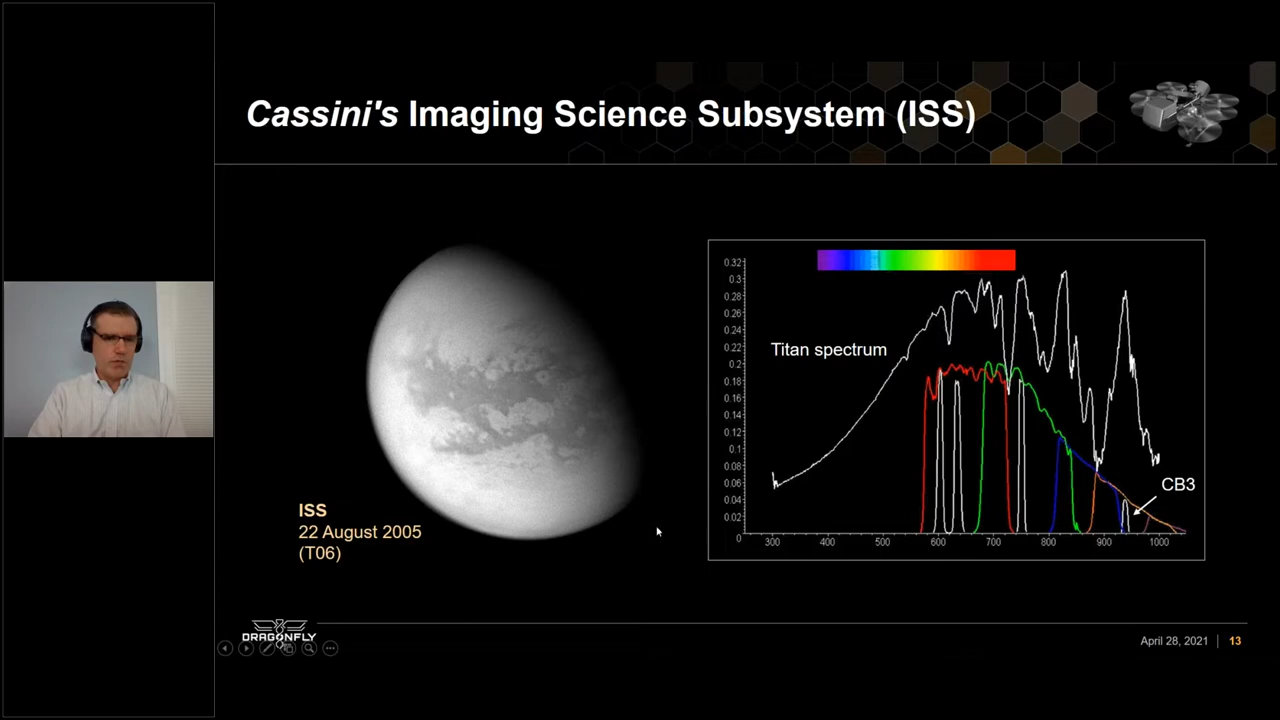 Cassini's Imaging Science Subsystem (ISS)
ISS
22 August 2005
(T06)
Titan spectrum
CB3
0.32
0.3
0.28
0.26
0.24
0.22
0.2
0.18
0.16
0.14
0.12
0.1
0.08
0.06
0.04
0.02
0
300 400 500 600 700 800 900 1000
DRAGONFLY
April 28, 2021 | 13